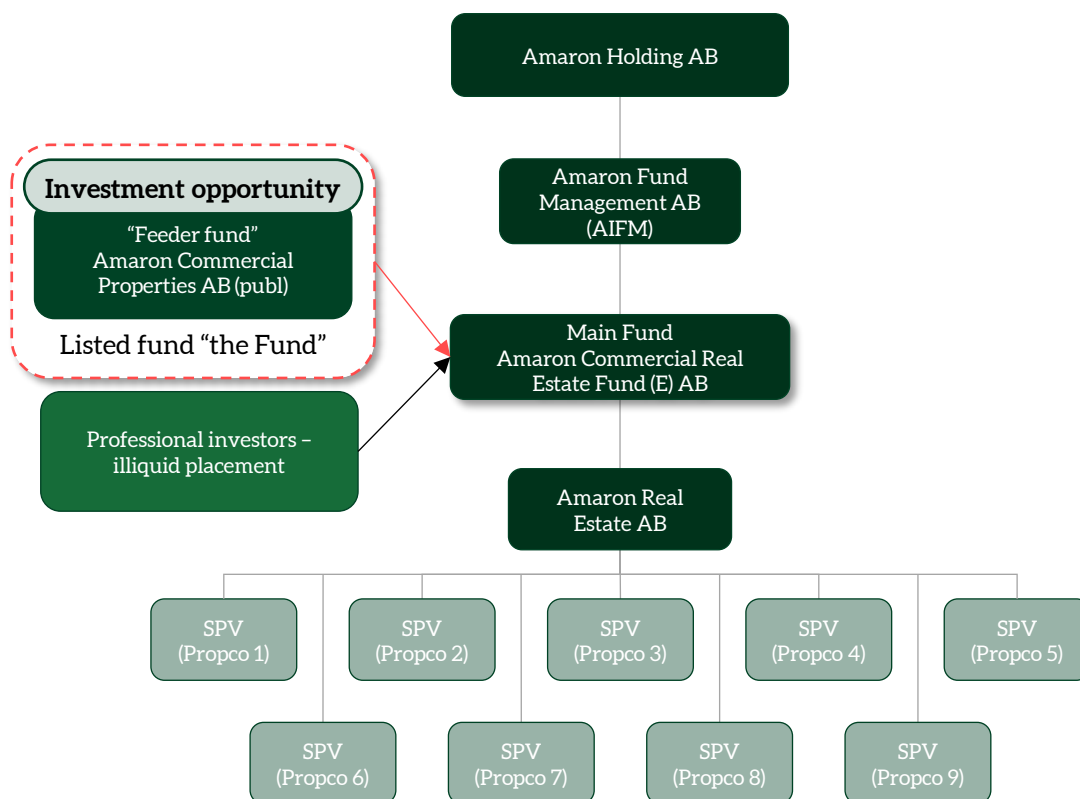 Amaron Holding AB
Investment opportunity
“Feeder fund”
Amaron Commercial
Properties AB (publ)
Listed fund “the Fund”
Amaron Fund
Management AB
(AIFM)
Main Fund
Amaron Commercial Real
Estate Fund (E) AB
Professional investors –
illiquid placement
Amaron Real
Estate AB
SPV
(Propco 1)
SPV
(Propco 2)
SPV
(Propco 3)
SPV
(Propco 4)
SPV
(Propco 5)
SPV
(Propco 6)
SPV
(Propco 7)
SPV
(Propco 8)
SPV
(Propco 9)